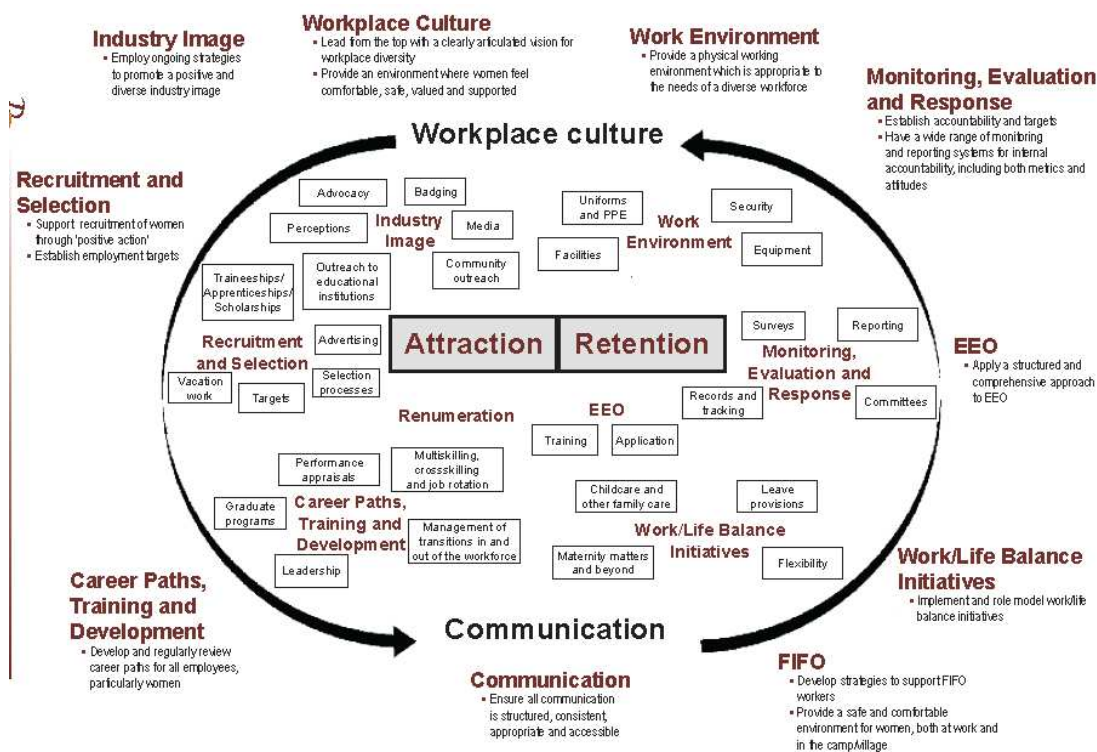 Industry Image
▪ Employ ongoing strategies
to promote a positive and
diverse industry image
Workplace Culture
▪ Lead from the top with a clearly articulated vision for
workplace diversity
▪ Provide an environment where women feel
comfortable, safe, valued and supported
Work Environment
▪ Provide a physical working
environment which is appropriate to
the needs of a diverse workforce
Monitoring, Evaluation
and Response
▪ Establish accountability and targets
▪ Have a wide range of monitoring
and reporting systems for internal
accountability, including both metrics and
attitudes
Recruitment and
Selection
▪ Support recruitment of women
through 'positive action'
▪ Establish employment targets
Workplace culture
Advocacy
Badging
Perceptions
Industry
Image
Media
Community
outreach
Traineeships/
Apprenticeships/
Scholarships
Outreach to
educational
institutions
Uniforms
and PPE
Security
Work
Environment
Facilities
Equipment
Recruitment
and Selection
Advertising
Vacation
work
Targets
Selection
processes
Attraction
Retention
Surveys
Reporting
Monitoring,
Evaluation and
Response
Records and
tracking
Committees
EEO
▪ Apply a structured and
comprehensive approach
to EEO
Renumeration
EEO
Training
Application
Performance
appraisals
Multiskilling,
crossskilling
and job rotation
Graduate
programs
Career Paths,
Training and
Development
Management of
transitions in and
out of the workforce
Leadership
Childcare and
other family care
Leave
provisions
Work/Life Balance
Initiatives
Maternity matters
and beyond
Flexibility
Career Paths,
Training and
Development
▪ Develop and regularly review
career paths for all employees,
particularly women
Communication
Communication
▪ Ensure all communication
is structured, consistent,
appropriate and accessible
Work/Life Balance
Initiatives
▪ Implement and role model work/life
balance initiatives
FIFO
▪ Develop strategies to support FIFO
workers
▪ Provide a safe and comfortable
environment for women, both at work and
in the camp/village